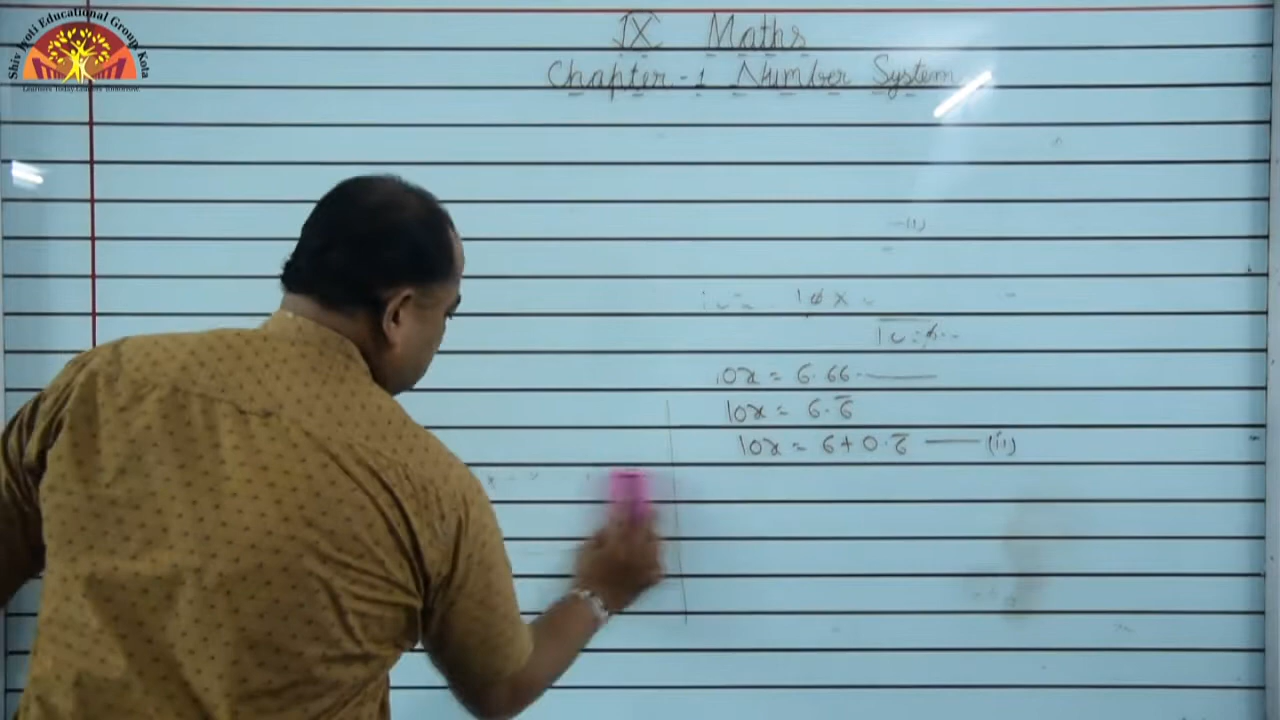 Shiv Jyoti Educational Group, Kota
Learners Today, Leaders Tomorrow.
IX Maths
Chapter-1 Number System
10x = 6.66 ———
10x = 6.6̅
10x = 6+0.6̅ —— (ii)